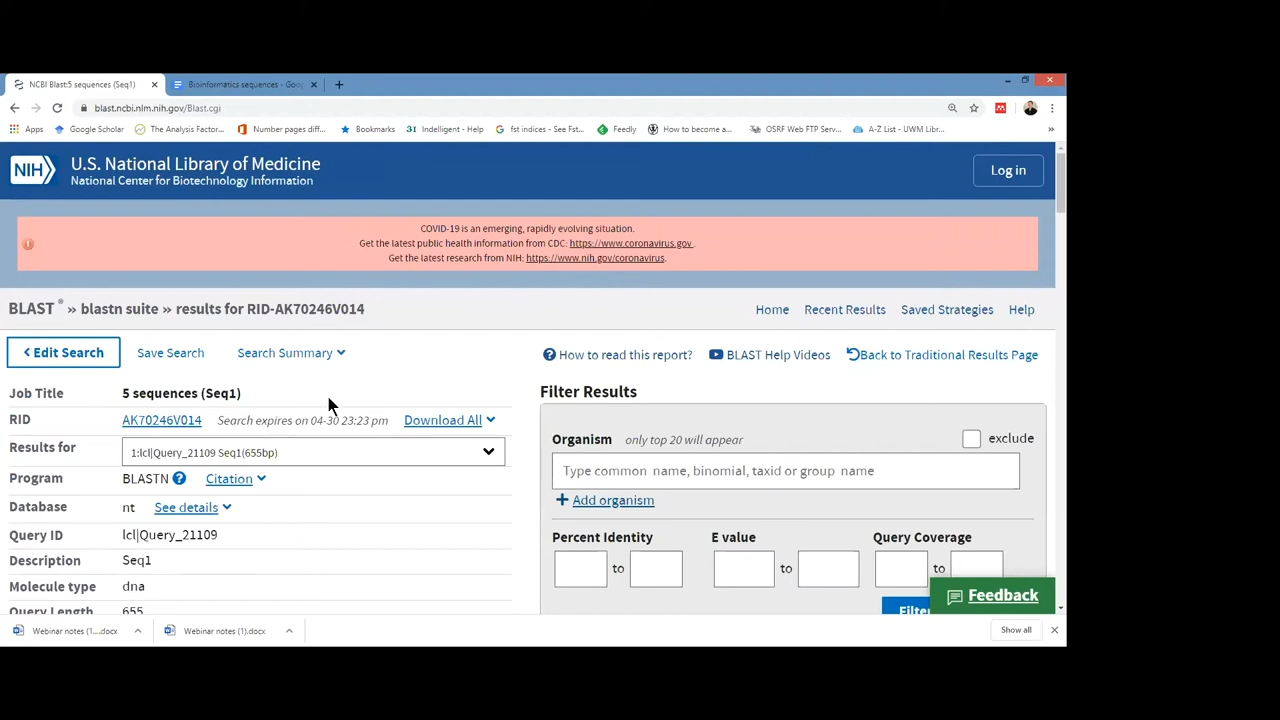 NCBI Blast:5 sequences (Seq1)
Bioinformatics sequences - Goo
blast.ncbi.nlm.nih.gov/Blast.cgi
Apps
Google Scholar
The Analysis Factor...
Number pages diff...
Bookmarks
31 Indelligent - Help
fst indices - See Fst...
Feedly
How to become a...
OSRF Web FTP Serv...
A-Z List - UWM Libr...
»
NIH
U.S. National Library of Medicine
National Center for Biotechnology Information
Log in
COVID-19 is an emerging, rapidly evolving situation.
Get the latest public health information from CDC: https://www.coronavirus.gov .
Get the latest research from NIH: https://www.nih.gov/coronavirus.
BLAST ® » blastn suite » results for RID-AK70246V014
Home
Recent Results
Saved Strategies
Help
Edit Search
Save Search
Search Summary
How to read this report?
BLAST Help Videos
Back to Traditional Results Page
Job Title 5 sequences (Seq1)
RID AK70246V014 Search expires on 04-30 23:23 pm Download All
Results for 1:lcl|Query_21109 Seq1(655bp)
Program BLASTN ? Citation
Database nt See details
Query ID lcl|Query_21109
Description Seq1
Molecule type dna
Query Length 655
Filter Results
Organism only top 20 will appear
exclude
Type common name, binomial, taxid or group name
+ Add organism
Percent Identity E value Query Coverage
to to to
Filter
Feedback
Webinar notes (1....docx
Webinar notes (1).docx
Show all